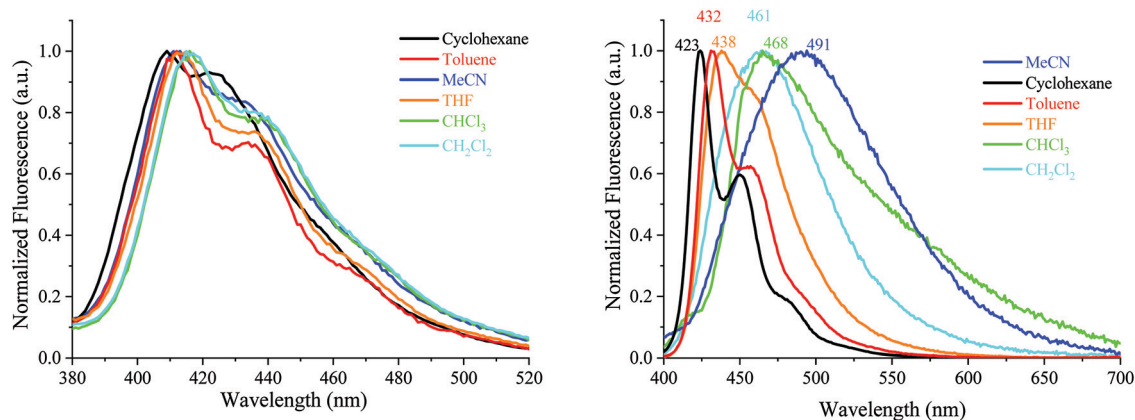 Normalized Fluorescence (a.u.)
1.0
0.8
0.6
0.4
0.2
0.0
Cyclohexane
Toluene
MeCN
THF
CHCl₃
CH₂Cl₂
380 400 420 440 460 480 500 520
Wavelength (nm)
432 461
423 438 468 491
Normalized Fluorescence (a.u.)
1.0
0.8
0.6
0.4
0.2
0.0
MeCN
Cyclohexane
Toluene
THF
CHCl₃
CH₂Cl₂
400 450 500 550 600 650 700
Wavelength (nm)